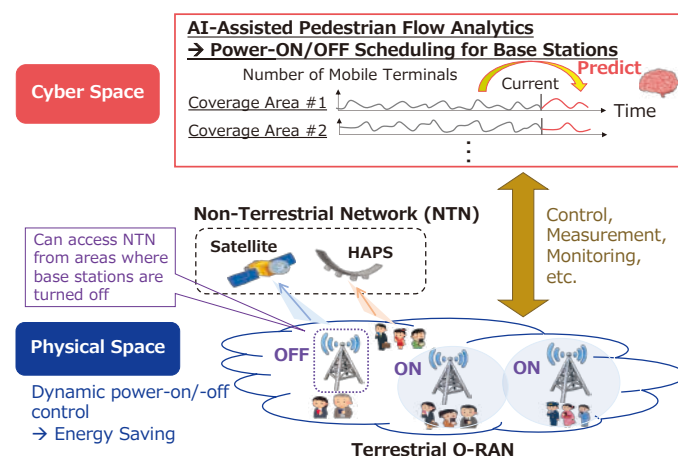 AI-Assisted Pedestrian Flow Analytics
→ Power-ON/OFF Scheduling for Base Stations
Predict
Number of Mobile Terminals
Current
Cyber Space
Coverage Area #1
Time
Coverage Area #2
⋮
Non-Terrestrial Network (NTN)
Control,
Measurement,
Monitoring,
etc.
Can access NTN
from areas where
base stations are
turned off
Satellite
HAPS
Physical Space
OFF
ON
ON
Dynamic power-on/-off
control
→ Energy Saving
Terrestrial O-RAN